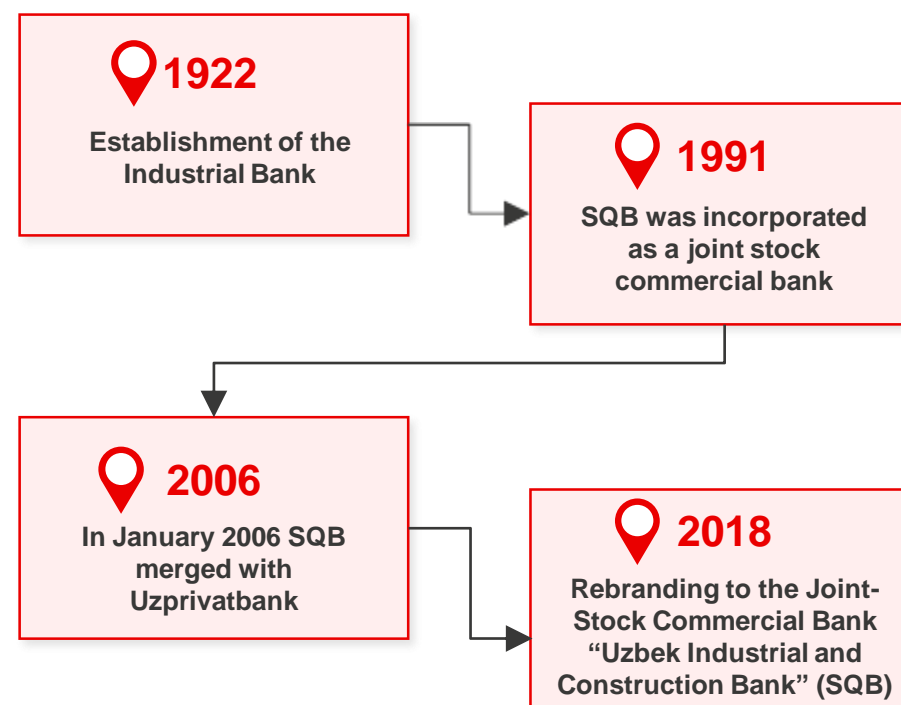 1922
Establishment of the
Industrial Bank
1991
SQB was incorporated
as a joint stock
commercial bank
2006
In January 2006 SQB
merged with
Uzprivatbank
2018
Rebranding to the Joint-
Stock Commercial Bank
“Uzbek Industrial and
Construction Bank” (SQB)